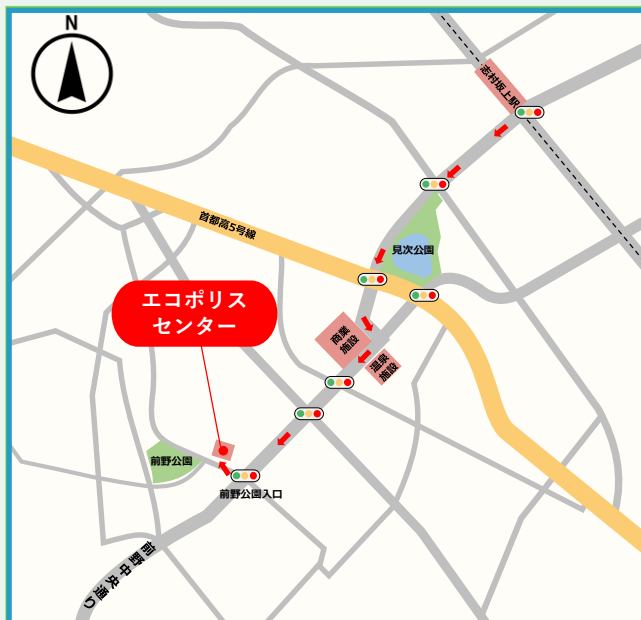 N
志村坂上駅
首都高5号線
見次公園
エコポリス
センター
商業
施設
温泉
施設
前野公園
前野公園入口
前野中央通り